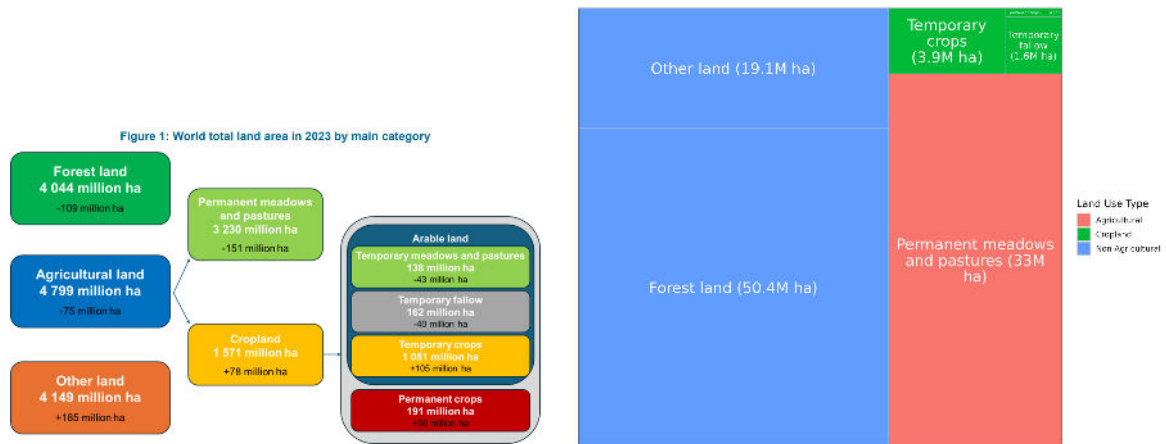 Figure 1: World total land area in 2023 by main category
Forest land
4 044 million ha
-109 million ha
Agricultural land
4 799 million ha
-75 million ha
Other land
4 149 million ha
+185 million ha
Permanent meadows
and pastures
3 230 million ha
-151 million ha
Cropland
1 571 million ha
+78 million ha
Arable land
Temporary meadows and pastures
138 million ha
-43 million ha
Temporary fallow
162 million ha
-40 million ha
Temporary crops
1 081 million ha
+105 million ha
Permanent crops
191 million ha
+56 million ha
Other land (19.1M ha)
Forest land (50.4M ha)
Temporary
crops
(3.9M ha)
Temporary
fallow
(1.6M ha)
Permanent meadows
and pastures (33M
ha)
Land Use Type
Agricultural
Cropland
Non-Agricultural